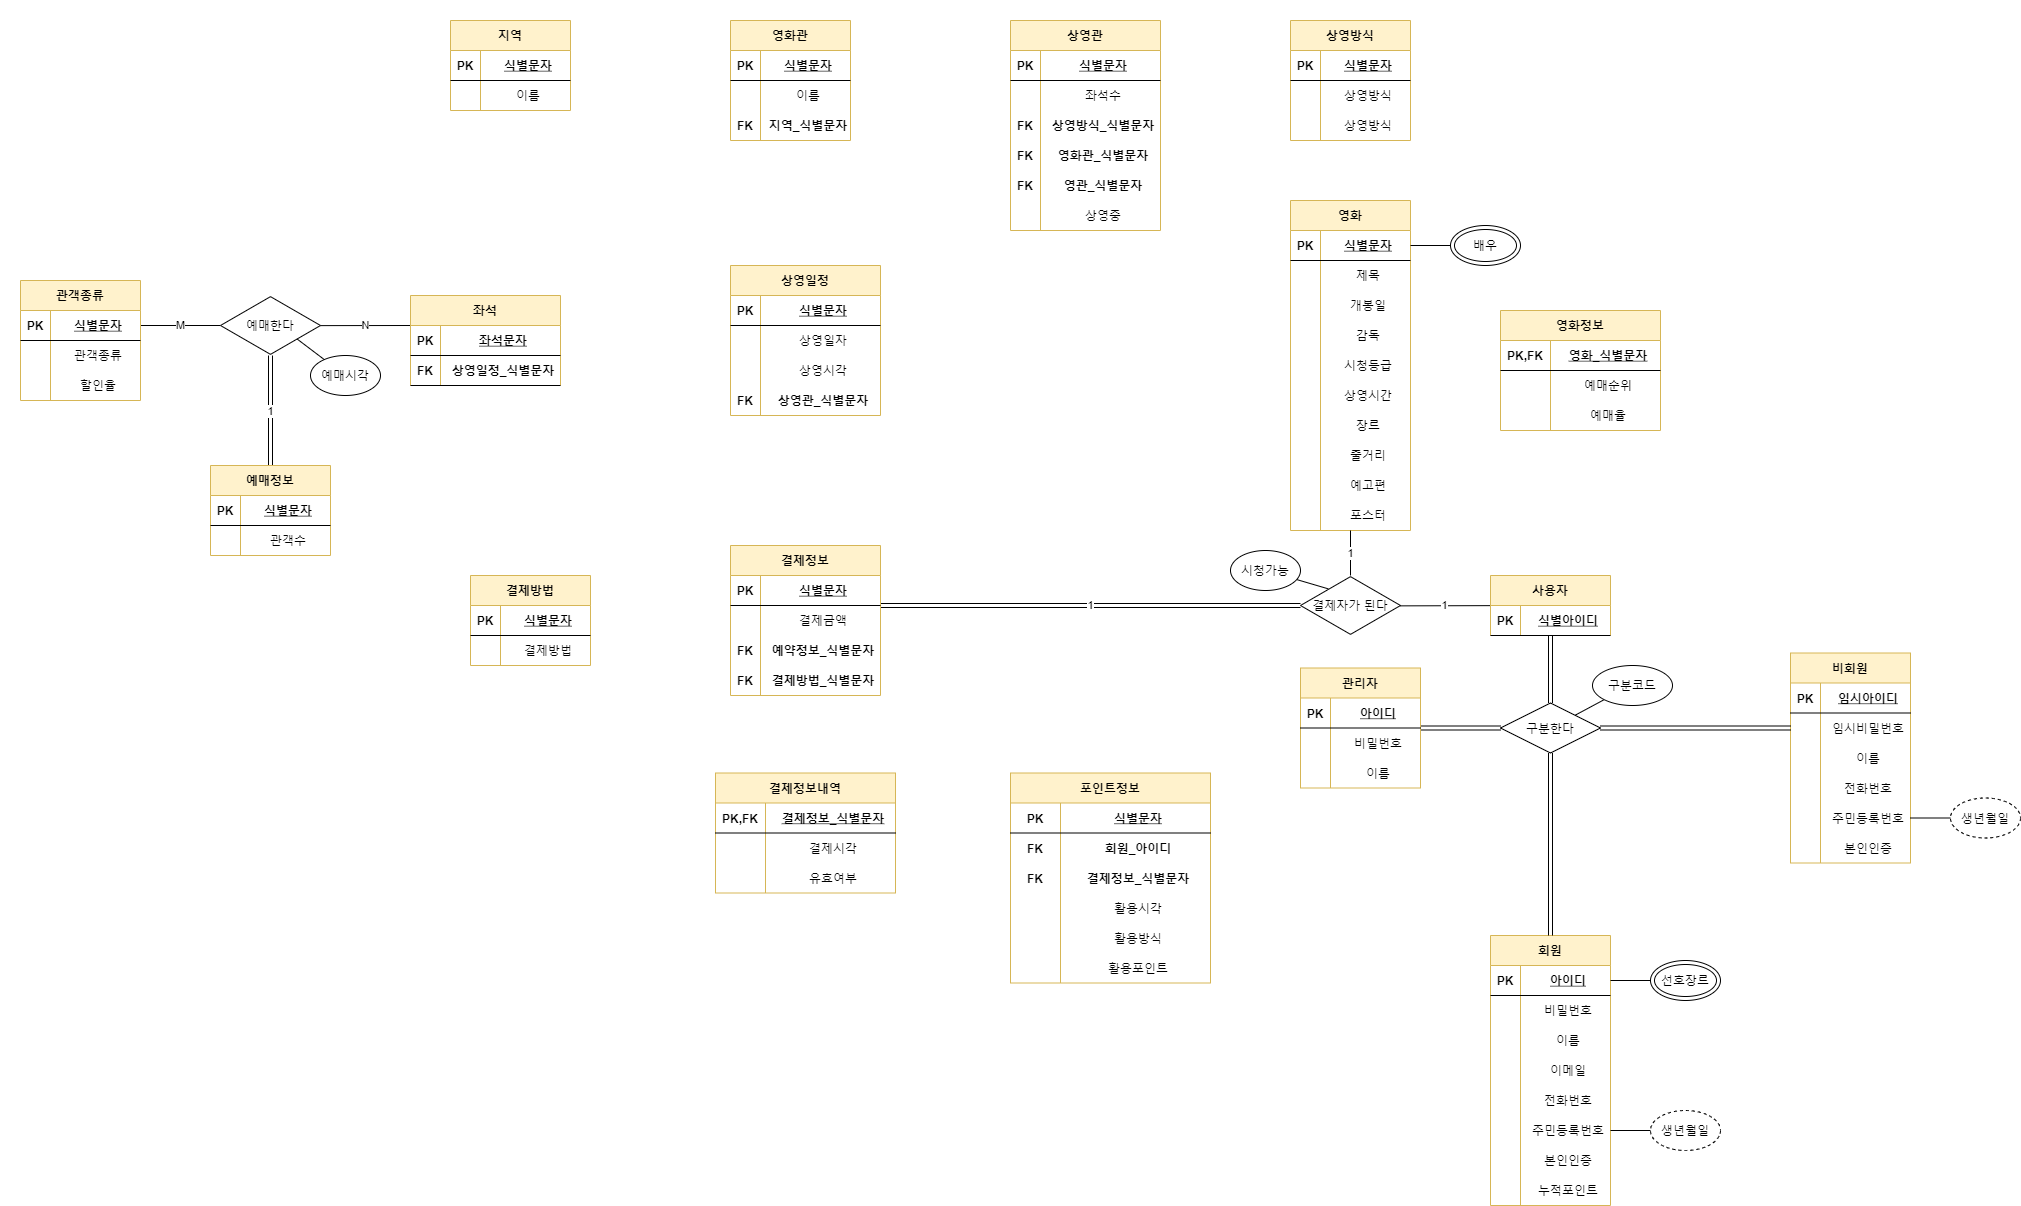 지역
PK 식별문자
이름
영화관
PK 식별문자
이름
FK 지역_식별문자
상영관
PK 식별문자
좌석수
FK 상영방식_식별문자
FK 영화관_식별문자
FK 영관_식별문자
상영중
상영방식
PK 식별문자
상영방식
상영방식
영화
PK 식별문자
제목
개봉일
감독
시청등급
상영시간
장르
줄거리
예고편
포스터
배우
영화정보
PK,FK 영화_식별문자
예매순위
예매율
관객종류
PK 식별문자
관객종류
할인율
M
예매한다
N
예매시각
1
좌석
PK 좌석문자
FK 상영일정_식별문자
상영일정
PK 식별문자
상영일자
상영시각
FK 상영관_식별문자
예매정보
PK 식별문자
관객수
결제방법
PK 식별문자
결제방법
결제정보
PK 식별문자
결제금액
FK 예약정보_식별문자
FK 결제방법_식별문자
1
시청가능
1
결제자가 된다
1
사용자
PK 식별아이디
관리자
PK 아이디
비밀번호
이름
구분코드
구분한다
비회원
PK 임시아이디
임시비밀번호
이름
전화번호
주민등록번호
본인인증
생년월일
결제정보내역
PK,FK 결제정보_식별문자
결제시각
유효여부
포인트정보
PK 식별문자
FK 회원_아이디
FK 결제정보_식별문자
활용시각
활용방식
활용포인트
회원
PK 아이디
비밀번호
이름
이메일
전화번호
주민등록번호
본인인증
누적포인트
선호장르
생년월일